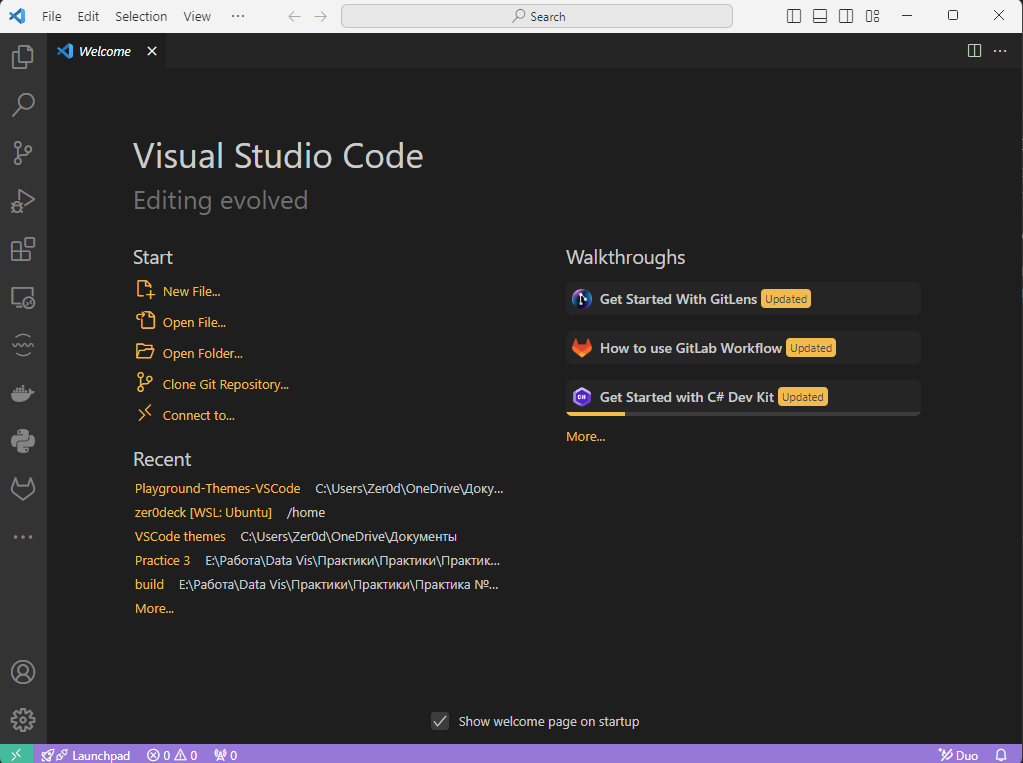 File Edit Selection View ··· Search
Welcome
Visual Studio Code
Editing evolved
Start
New File...
Open File...
Open Folder...
Clone Git Repository...
Connect to...
Recent
Playground-Themes-VSCode C:\Users\Zer0d\OneDrive\Доку...
zer0deck [WSL: Ubuntu] /home
VSCode themes C:\Users\Zer0d\OneDrive\Документы
Practice 3 E:\Работа\Data Vis\Практики\Практики\Практик...
build E:\Работа\Data Vis\Практики\Практики\Практика №...
More...
Walkthroughs
Get Started With GitLens Updated
How to use GitLab Workflow Updated
Get Started with C# Dev Kit Updated
More...
Show welcome page on startup
Launchpad 0 0 0 Duo